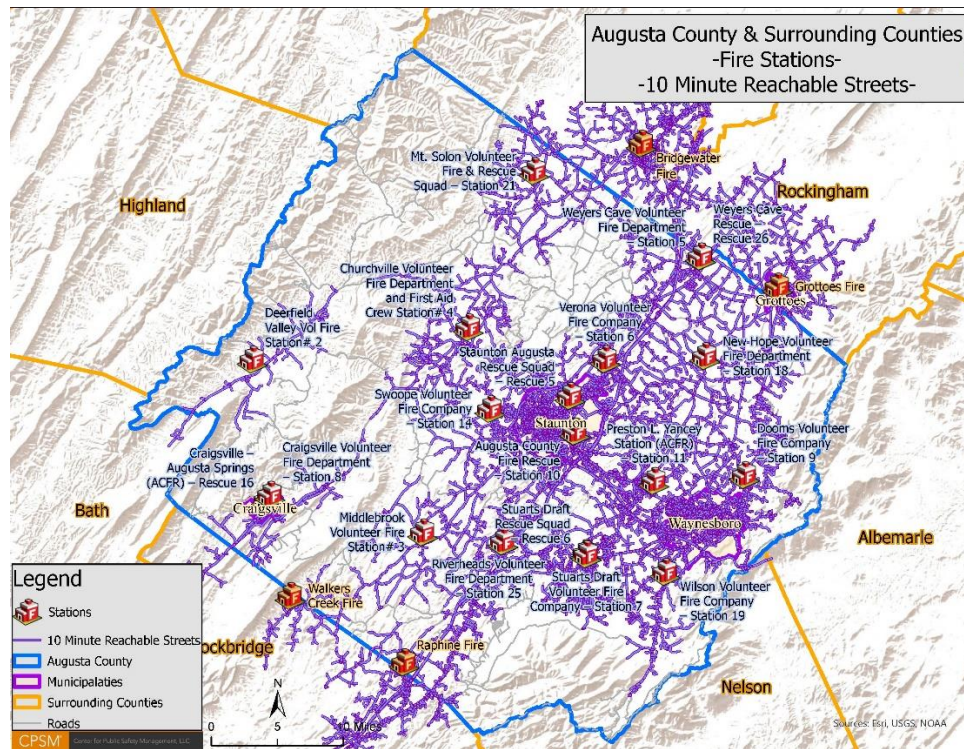 Augusta County & Surrounding Counties
-Fire Stations-
-10 Minute Reachable Streets-
Mt. Solon Volunteer
Fire & Rescue
Squad – Station 21
Bridgewater
Fire
Rockingham
Highland
Weyers Cave Volunteer
Fire Department
– Station 5
Weyers Cave
Rescue –
Rescue 26
Churchville Volunteer
Fire Department
and First Aid
Crew Station# 4
Grottoes Fire
Grottoes
Verona Volunteer
Fire Company
– Station 6
Deerfield
Valley Vol Fire
Station# 2
Staunton Augusta
Rescue Squad
– Rescue 5
New Hope Volunteer
Fire Department
– Station 18
Swoope Volunteer
Fire Company
– Station 14
Staunton
Augusta County
Fire Rescue
– Station 10
Preston L. Yancey
Station (ACFR)
– Station 11
Dooms Volunteer
Fire Company
– Station 9
Craigsville –
Augusta Springs
(ACFR) – Rescue 16
Craigsville Volunteer
Fire Department
– Station 8
Craigsville
Bath
Middlebrook
Volunteer Fire
Station# 3
Stuarts Draft
Rescue Squad
Rescue 6
Waynesboro
Albemarle
Riverheads Volunteer
Fire Department
– Station 25
Stuarts Draft
Volunteer Fire
Company – Station 7
Wilson Volunteer
Fire Company
Station 19
Walkers
Creek Fire
Raphine Fire
ockbridge
Nelson
Legend
Stations
10 Minute Reachable Streets
Augusta County
Municipalaties
Surrounding Counties
Roads
N
0 5 10 Miles
CPSM Center for Public Safety Management, LLC
Sources: Esri, USGS, NOAA